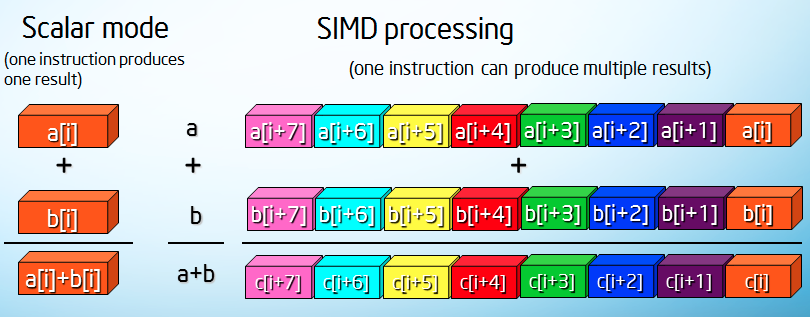 Scalar mode
(one instruction produces
one result)
SIMD processing
(one instruction can produce multiple results)
a[i]
a
a[i+7] a[i+6] a[i+5] a[i+4] a[i+3] a[i+2] a[i+1] a[i]
+
+
+
b[i]
b
b[i+7] b[i+6] b[i+5] b[i+4] b[i+3] b[i+2] b[i+1] b[i]
a[i]+b[i]
a+b
c[i+7] c[i+6] c[i+5] c[i+4] c[i+3] c[i+2] c[i+1] c[i]